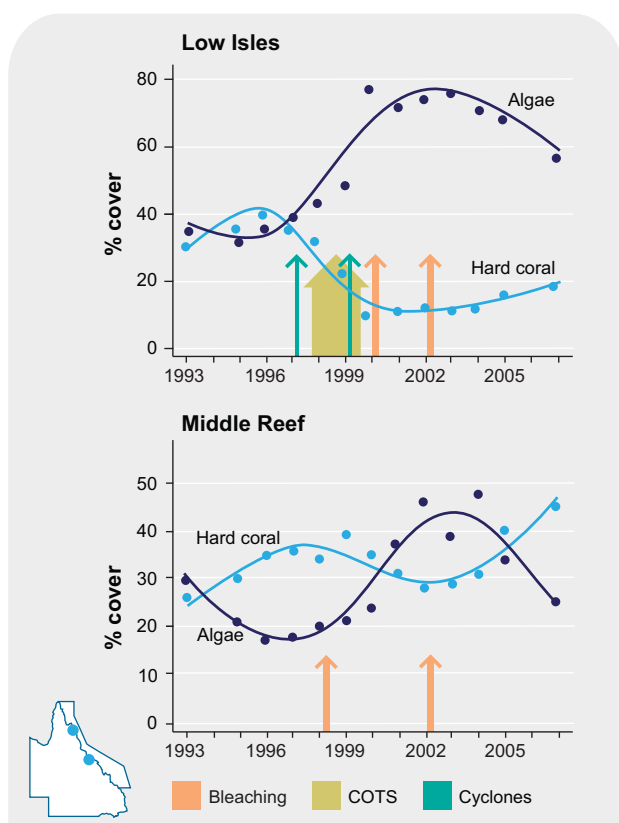 Low Isles
80
60
40
20
0
% cover
Algae
Hard coral
1993 1996 1999 2002 2005
Middle Reef
50
40
30
20
10
0
% cover
Hard coral
Algae
1993 1996 1999 2002 2005
Bleaching COTS Cyclones